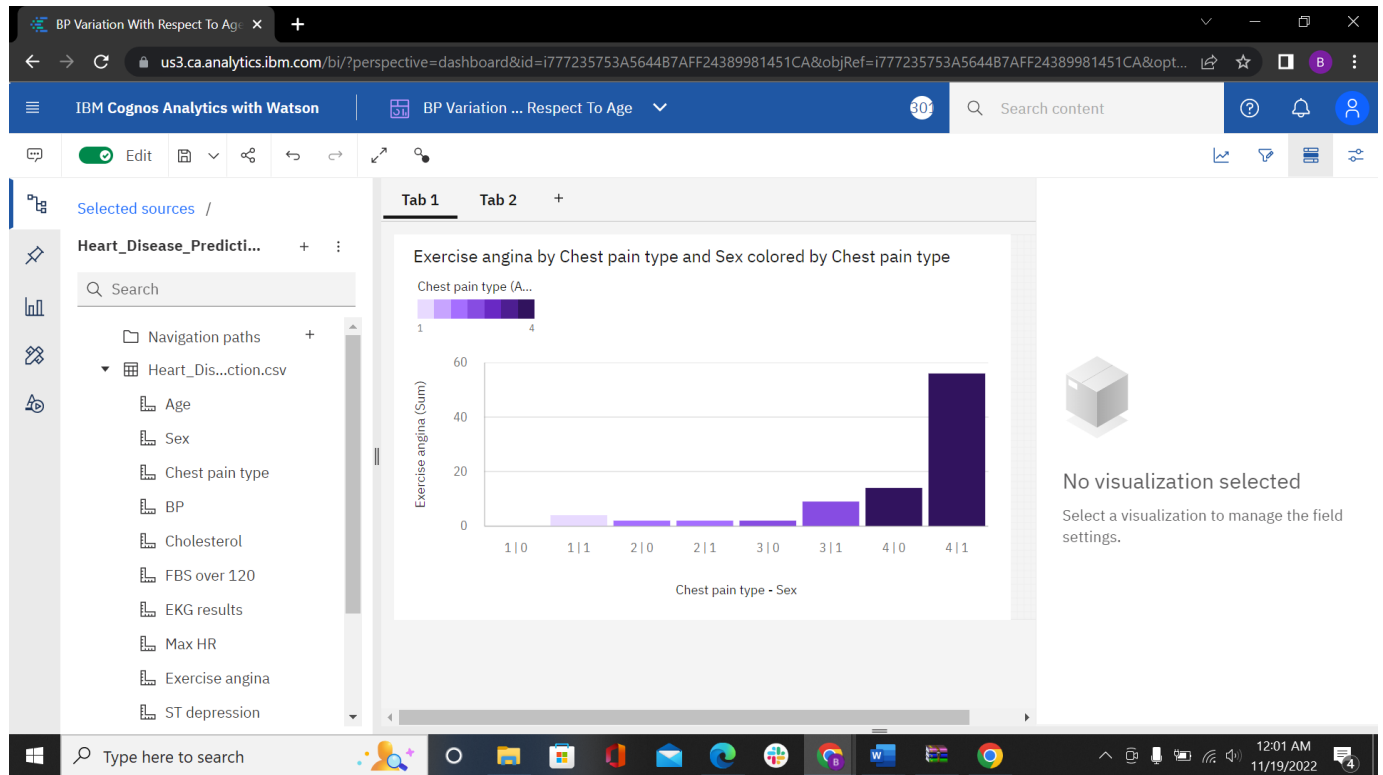 BP Variation With Respect To Age
us3.ca.analytics.ibm.com/bi/?perspective=dashboard&id=i777235753A5644B7AFF24389981451CA&objRef=i777235753A5644B7AFF24389981451CA&opt...
B
IBM Cognos Analytics with Watson
BP Variation ... Respect To Age
301
Search content
Edit
Selected sources /
Tab 1
Tab 2
Heart_Disease_Predicti...
Search
Navigation paths
Heart_Dis...ction.csv
Age
Sex
Chest pain type
BP
Cholesterol
FBS over 120
EKG results
Max HR
Exercise angina
ST depression
Exercise angina by Chest pain type and Sex colored by Chest pain type
Chest pain type (A...
1 4
60
40
20
0
Exercise angina (Sum)
1|0 1|1 2|0 2|1 3|0 3|1 4|0 4|1
Chest pain type - Sex
No visualization selected
Select a visualization to manage the field
settings.
Type here to search
12:01 AM
11/19/2022
4